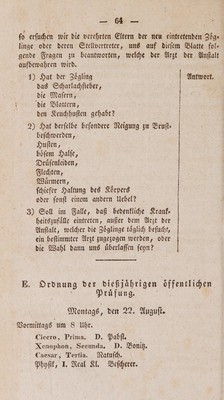 — 64 —
so ersuchen wir die verehrten Eltern der neu eintretenden Zög-
linge oder deren Stellvertreter, uns auf diesem Blatte fol-
gende Fragen zu beantworten, welche der Arzt der Anstalt
aufbewahren wird.
1) Hat der Zögling
Antwort.
das Scharlachfieber,
die Masern,
die Blattern,
den Keuchhusten gehabt?
2) Hat derselbe besondere Neigung zu Brust-
beschwerden,
Husten,
bösem Halse,
Drüsenleiden,
Flechten,
Würmern,
schiefer Haltung des Körpers
oder sonst einem andern Uebel?
3) Soll im Falle, daß bedenkliche Krank-
heitszufälle eintreten, außer dem Arzt der
Anstalt, welcher die Zöglinge täglich besucht,
ein bestimmter Arzt zugezogen werden, oder
die Wahl dann uns überlassen seyn?
E. Ordnung der dießjährigen öffentlichen
Prüfung.
Montags, den 22. August.
Vormittags um 8 Uhr.
Cicero, Prima. D. Pabst.
Xenophon, Secunda. D. Bonitz.
Caesar, Tertia. Natusch.
Physik, I. Real Kl. Bescherer.